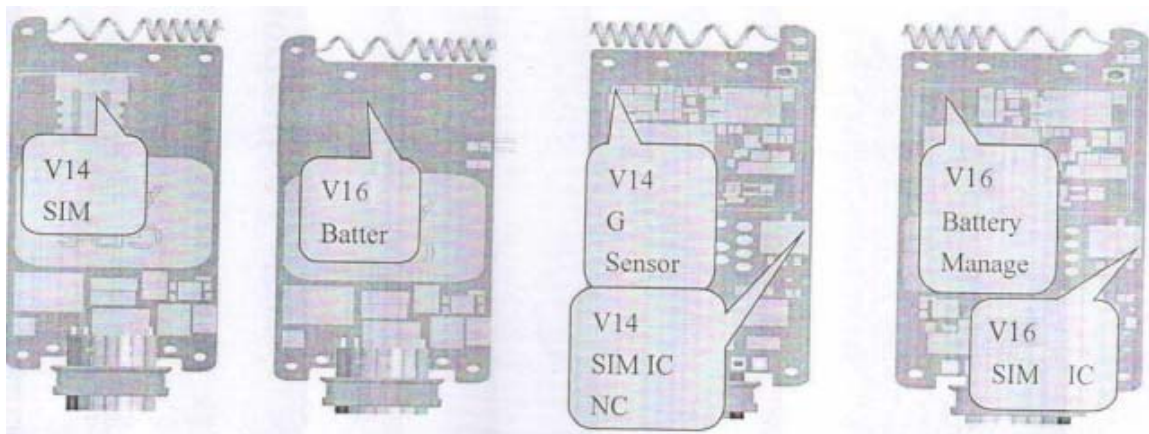 V14
SIM
V16
Batter
V14
G
Sensor
V14
SIM IC
NC
V16
Battery
Manage
V16
SIM IC